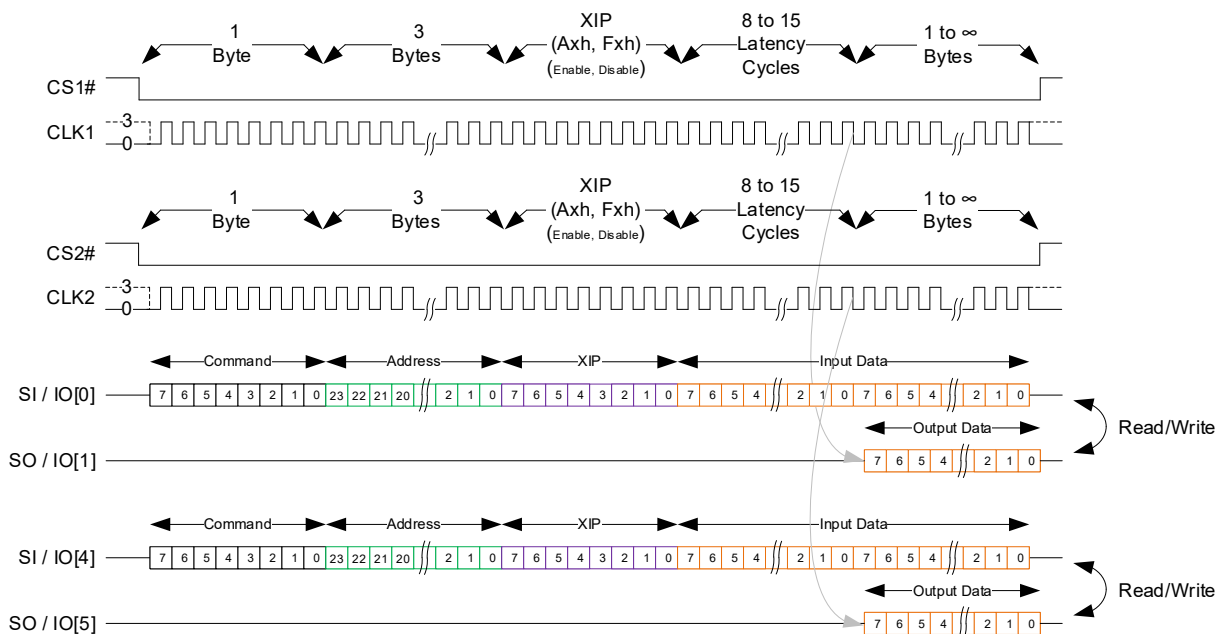 1 Byte
3 Bytes
XIP (Axh, Fxh) (Enable, Disable)
8 to 15 Latency Cycles
1 to ∞ Bytes
CS1#
CLK1 3 0
1 Byte
3 Bytes
XIP (Axh, Fxh) (Enable, Disable)
8 to 15 Latency Cycles
1 to ∞ Bytes
CS2#
CLK2 3 0
Command Address XIP Input Data
SI / IO[0] 7 6 5 4 3 2 1 0 23 22 21 20 2 1 0 7 6 5 4 3 2 1 0 7 6 5 4 2 1 0 7 6 5 4 2 1 0
Read/Write
Output Data
SO / IO[1] 7 6 5 4 2 1 0
Command Address XIP Input Data
SI / IO[4] 7 6 5 4 3 2 1 0 23 22 21 20 2 1 0 7 6 5 4 3 2 1 0 7 6 5 4 2 1 0 7 6 5 4 2 1 0
Read/Write
Output Data
SO / IO[5] 7 6 5 4 2 1 0